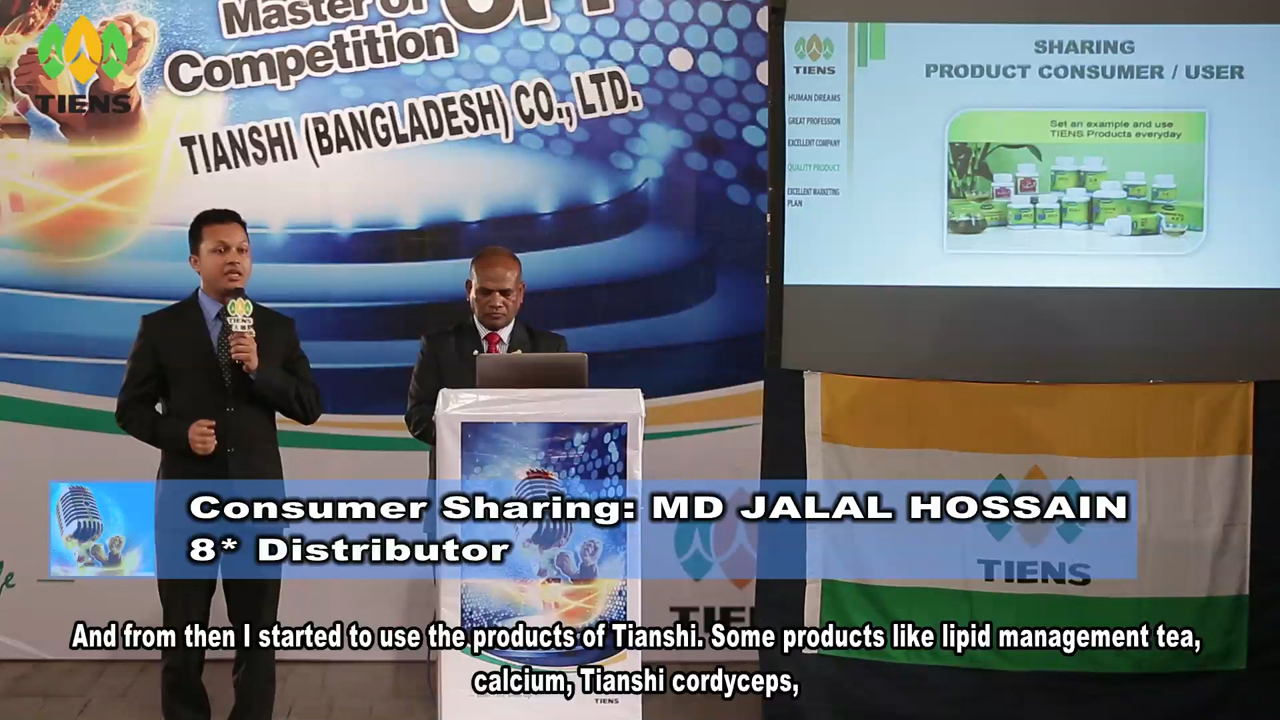 Master of
Competition
TIANSHI (BANGLADESH) CO., LTD.
TIENS
TIENS
SHARING
PRODUCT CONSUMER / USER
HUMAN DREAMS
GREAT PROFESSION
EXCELLENT COMPANY
QUALITY PRODUCT
EXCELLENT MARKETING
PLAN
Set an example and use
TIENS Products everyday
TIENS
Consumer Sharing: MD JALAL HOSSAIN
8* Distributor
TIENS
TIENS
And from then I started to use the products of Tianshi. Some products like lipid management tea,
calcium, Tianshi cordyceps,
TIENS